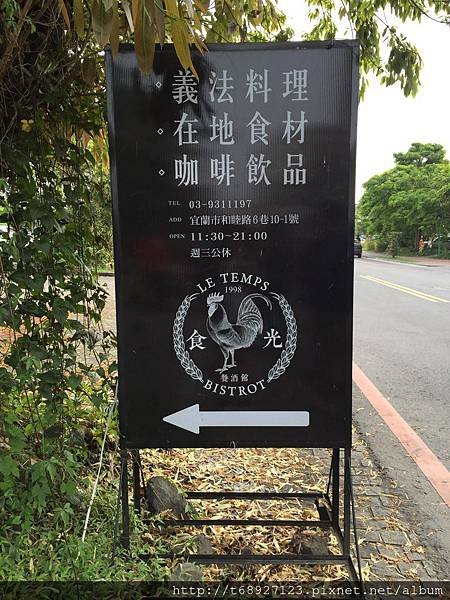 義法料理
在地食材
咖啡飲品
TEL 03-9311197
ADD 宜蘭市和睦路6巷10-1號
OPEN 11:30~21:00
週三公休
LE TEMPS
1998
食 光
餐酒館
BISTROT
http://t68927123.pixnet.net/album